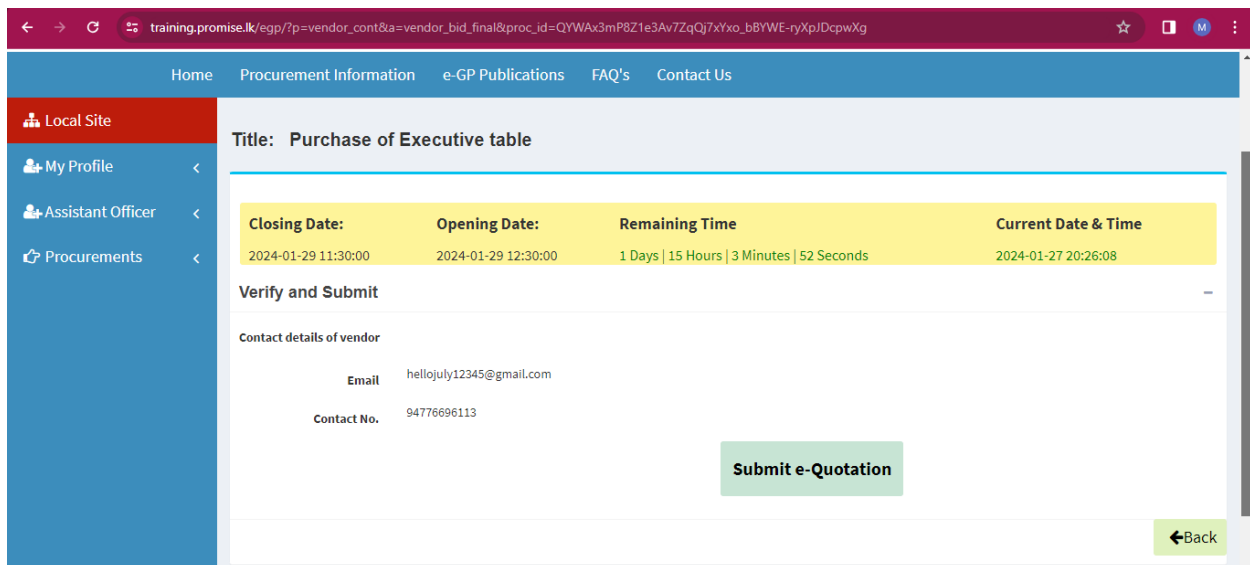 training.promise.lk/egp/?p=vendor_cont&a=vendor_bid_final&proc_id=QYWAx3mP8Z1e3Av7ZqQj7xYxo_bBYWE-ryXpJDcpwXg
M
Home Procurement Information e-GP Publications FAQ's Contact Us
Local Site
My Profile
Assistant Officer
Procurements
Title: Purchase of Executive table
Closing Date: Opening Date: Remaining Time Current Date & Time
2024-01-29 11:30:00 2024-01-29 12:30:00 1 Days | 15 Hours | 3 Minutes | 52 Seconds 2024-01-27 20:26:08
Verify and Submit
Contact details of vendor
Email hellojuly12345@gmail.com
Contact No. 94776696113
Submit e-Quotation
Back